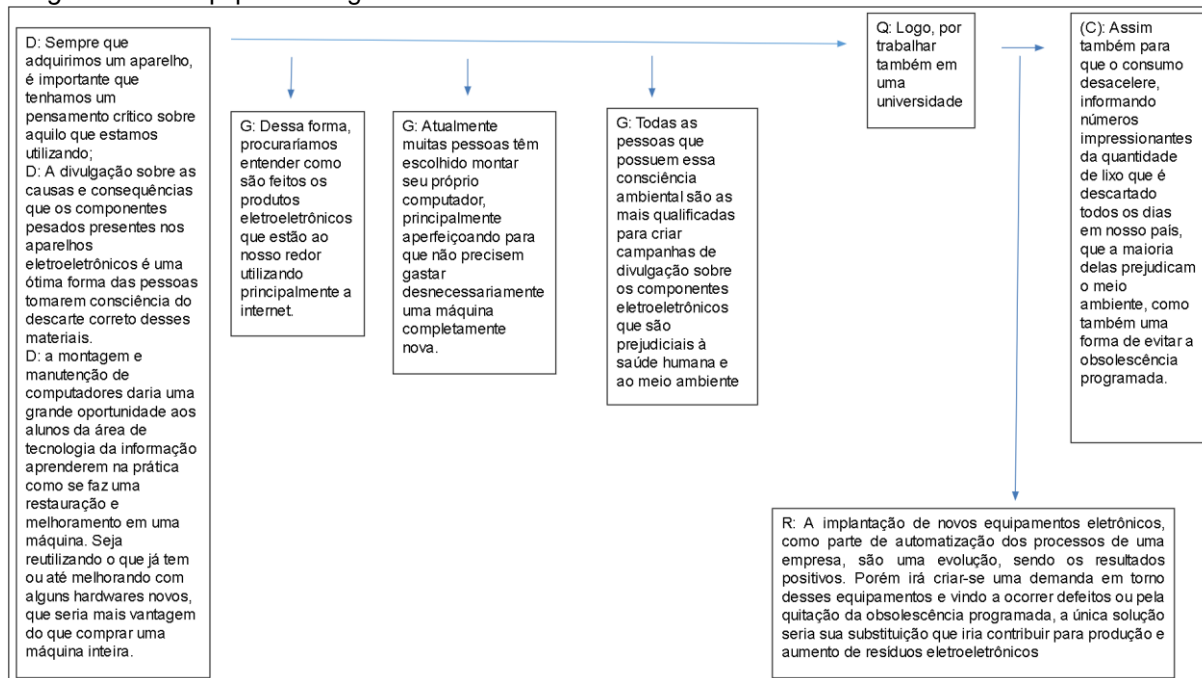 D: Sempre que
adquirimos um aparelho,
é importante que
tenhamos um
pensamento crítico sobre
aquilo que estamos
utilizando;
D: A divulgação sobre as
causas e consequências
que os componentes
pesados presentes nos
aparelhos
eletroeletrônicos é uma
ótima forma das pessoas
tomarem consciência do
descarte correto desses
materiais.
D: a montagem e
manutenção de
computadores daria uma
grande oportunidade aos
alunos da área de
tecnologia da informação
aprenderem na prática
como se faz uma
restauração e
melhoramento em uma
máquina. Seja
reutilizando o que já tem
ou até melhorando com
alguns hardwares novos,
que seria mais vantagem
do que comprar uma
máquina inteira.
G: Dessa forma,
procuraríamos
entender como
são feitos os
produtos
eletroeletrônicos
que estão ao
nosso redor
utilizando
principalmente a
internet.
G: Atualmente
muitas pessoas têm
escolhido montar
seu próprio
computador,
principalmente
aperfeiçoando para
que não precisem
gastar
desnecessariamente
uma máquina
completamente
nova.
G: Todas as
pessoas que
possuem essa
consciência
ambiental são as
mais qualificadas
para criar
campanhas de
divulgação sobre
os componentes
eletroeletrônicos
que são
prejudiciais à
saúde humana e
ao meio ambiente
Q: Logo, por
trabalhar
também em
uma
universidade
(C): Assim
também para
que o consumo
desacelere,
informando
números
impressionantes
da quantidade
de lixo que é
descartado
todos os dias
em nosso país,
que a maioria
delas prejudicam
o meio
ambiente, como
também uma
forma de evitar a
obsolescência
programada.
R: A implantação de novos equipamentos eletrônicos,
como parte de automatização dos processos de uma
empresa, são uma evolução, sendo os resultados
positivos. Porém irá criar-se uma demanda em torno
desses equipamentos e vindo a ocorrer defeitos ou pela
quitação da obsolescência programada, a única solução
seria sua substituição que iria contribuir para produção e
aumento de resíduos eletroeletrônicos